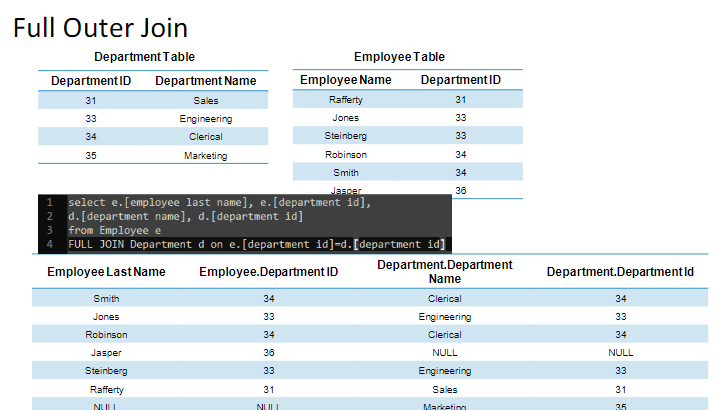 Full Outer Join
Department Table
DepartmentID Department Name
31 Sales
33 Engineering
34 Clerical
35 Marketing
Employee Table
Employee Name DepartmentID
Rafferty 31
Jones 33
Steinberg 33
Robinson 34
Smith 34
Jasper 36
1 select e.[employee last name], e.[department id],
2 d.[department name], d.[department id]
3 from Employee e
4 FULL JOIN Department d on e.[department id]=d.[department id]
Employee Last Name Employee.Department ID Department.Department Name Department.Department Id
Smith 34 Clerical 34
Jones 33 Engineering 33
Robinson 34 Clerical 34
Jasper 36 NULL NULL
Steinberg 33 Engineering 33
Rafferty 31 Sales 31
NULL NULL Marketing 35